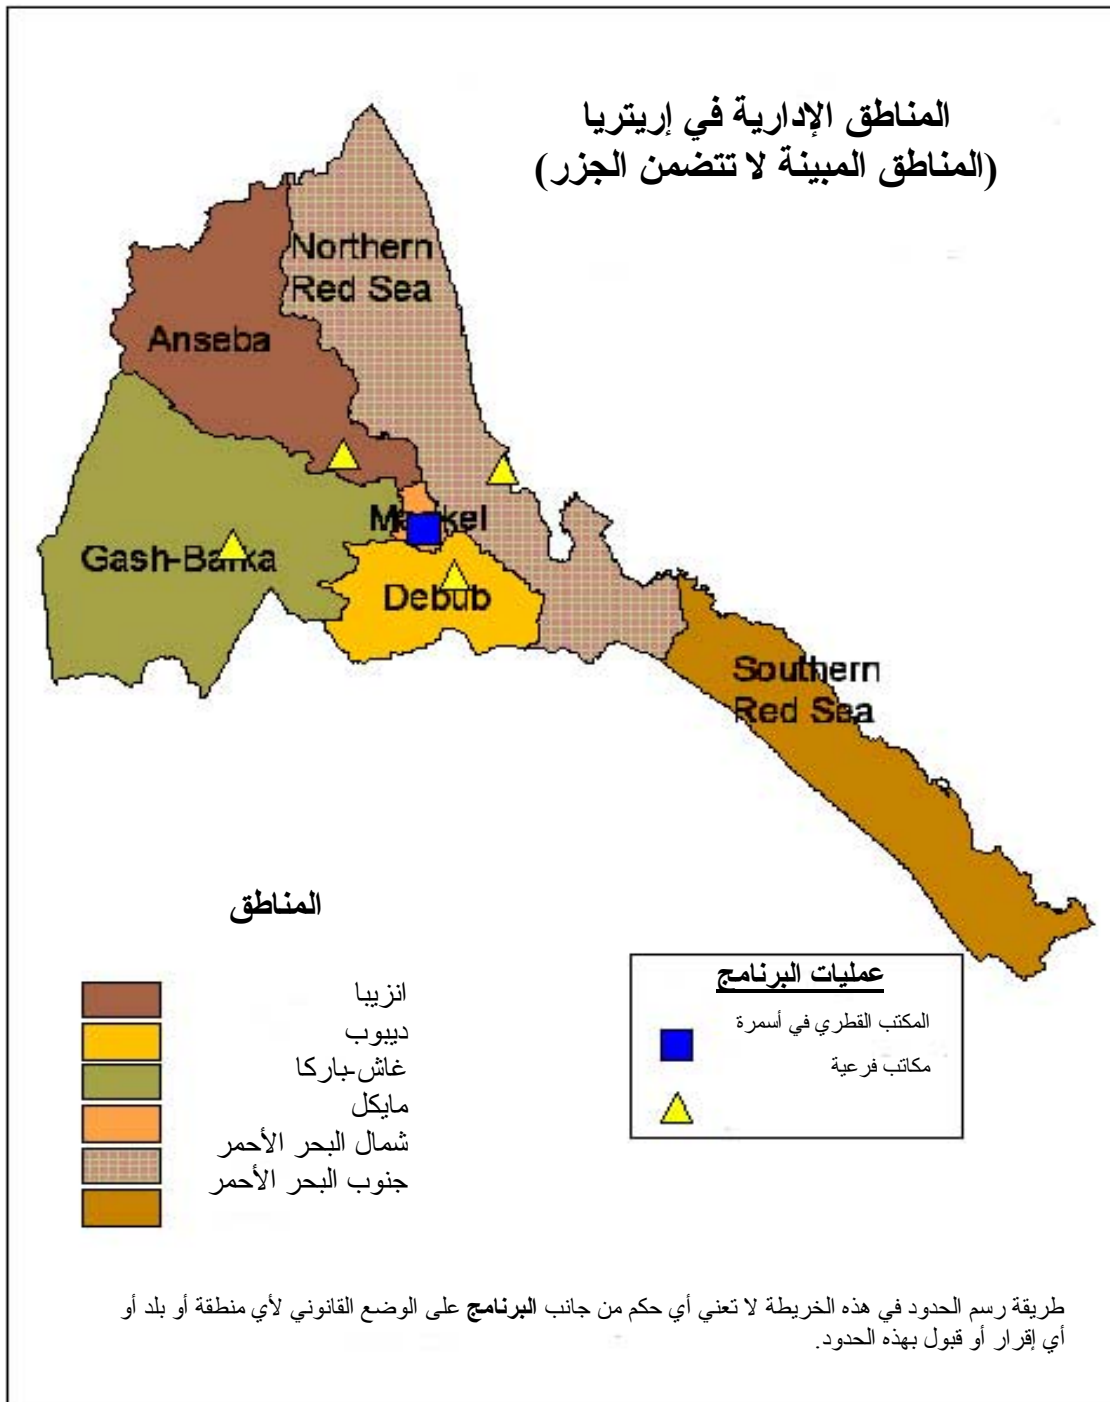 المناطق الإدارية في إريتريا
(المناطق المبينة لا تتضمن الجزر)
Northern
Red Sea
Anseba
Maekel
Gash-Barka
Debub
Southern
Red Sea
المناطق
انزيبا
ديبوب
غاش-باركا
مايكل
شمال البحر الأحمر
جنوب البحر الأحمر
عمليات البرنامج
المكتب القطري في أسمرة
مكاتب فرعية
طريقة رسم الحدود في هذه الخريطة لا تعني أي حكم من جانب البرنامج على الوضع القانوني لأي منطقة أو بلد أو
أي إقرار أو قبول بهذه الحدود.